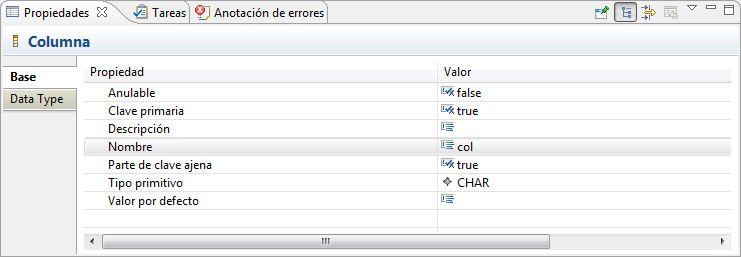 Propiedades Tareas Anotación de errores
Columna
Base
Data Type
Propiedad Valor
Anulable false
Clave primaria true
Descripción
Nombre col
Parte de clave ajena true
Tipo primitivo CHAR
Valor por defecto